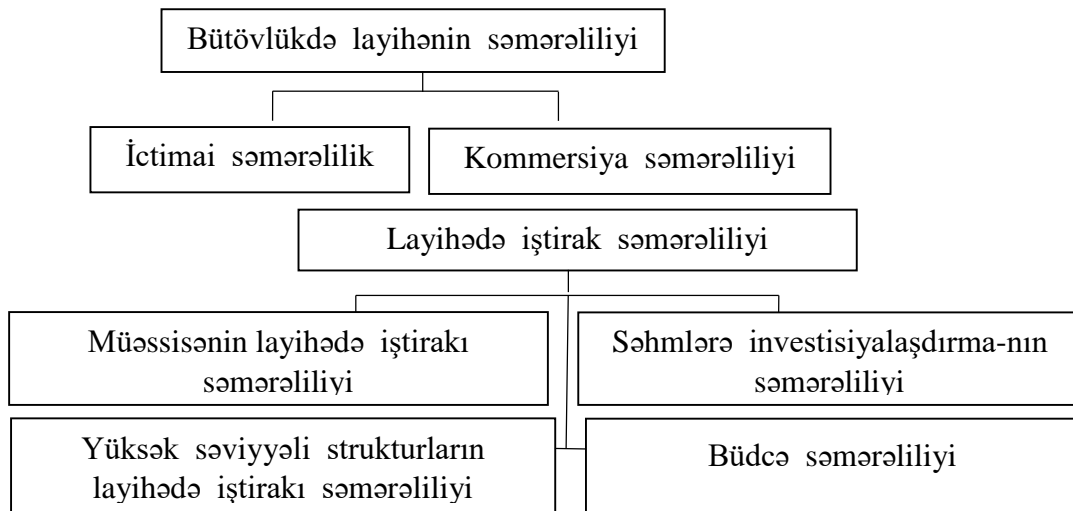 Bütövlükdə layihənin səmərəliliyi
İctimai səmərəlilik
Kommersiya səmərəliliyi
Layihədə iştirak səmərəliliyi
Müəssisənin layihədə iştirakı
səmərəliliyi
Səhmlərə investisiyalaşdırma-nın
səmərəliliyi
Yüksək səviyyəli strukturların
layihədə iştirakı səmərəliliyi
Büdcə səmərəliliyi